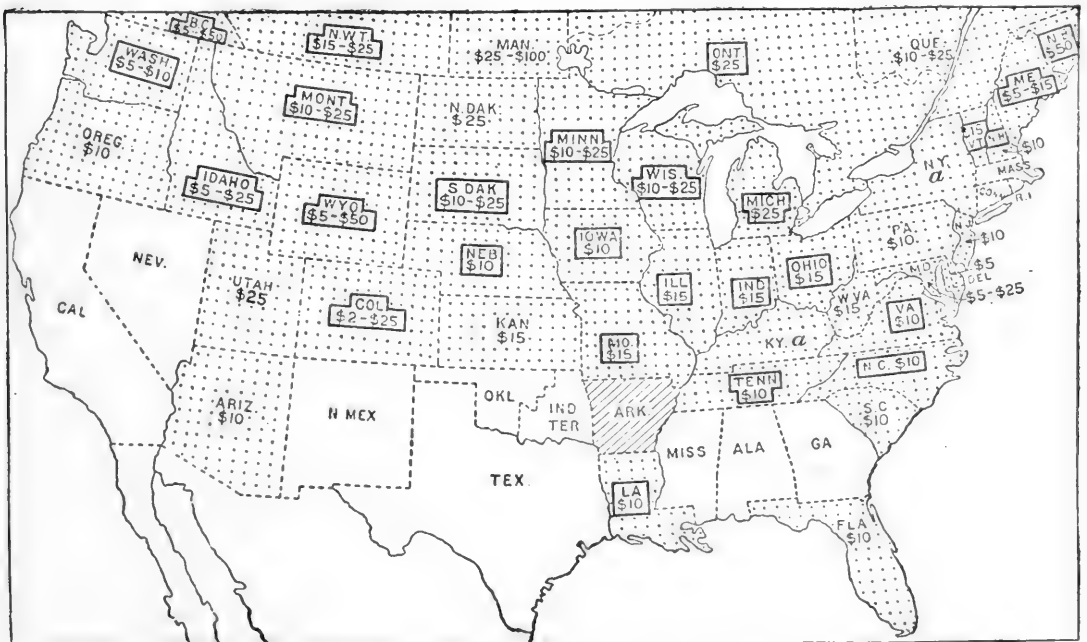 B.C.
$5-$50
N.W.T.
$15-$25
MAN.
$25-$100
ONT
$25
QUE.
$10-$25
$50
ME
$5-$15
WASH
$5-$10
MONT
$10-$25
N. DAK.
$25
MINN
$10-$25
OREG.
$10
IDAHO
$5-$25
WYO
$5-$50
S. DAK
$10-$25
WIS
$10-$25
MICH
$25
N.Y.
a
VT
N.H
$10
MASS.
R.I.
NEV.
CAL
UTAH
$25
COL
$2-$25
NEB
$10
IOWA
$10
ILL
$15
IND
$15
OHIO
$15
PA.
$10
N.J.
$10
$5
DEL
$5-$25
MD.
W.VA
$15
VA
$10
KAN
$15
MO.
$15
KY. a
N.C. $10
TENN
$10
S.C
$10
ARIZ.
$10
N MEX
OKL
IND
TER
ARK.
TEX.
LA
$10
MISS
ALA
GA
FLA
$10